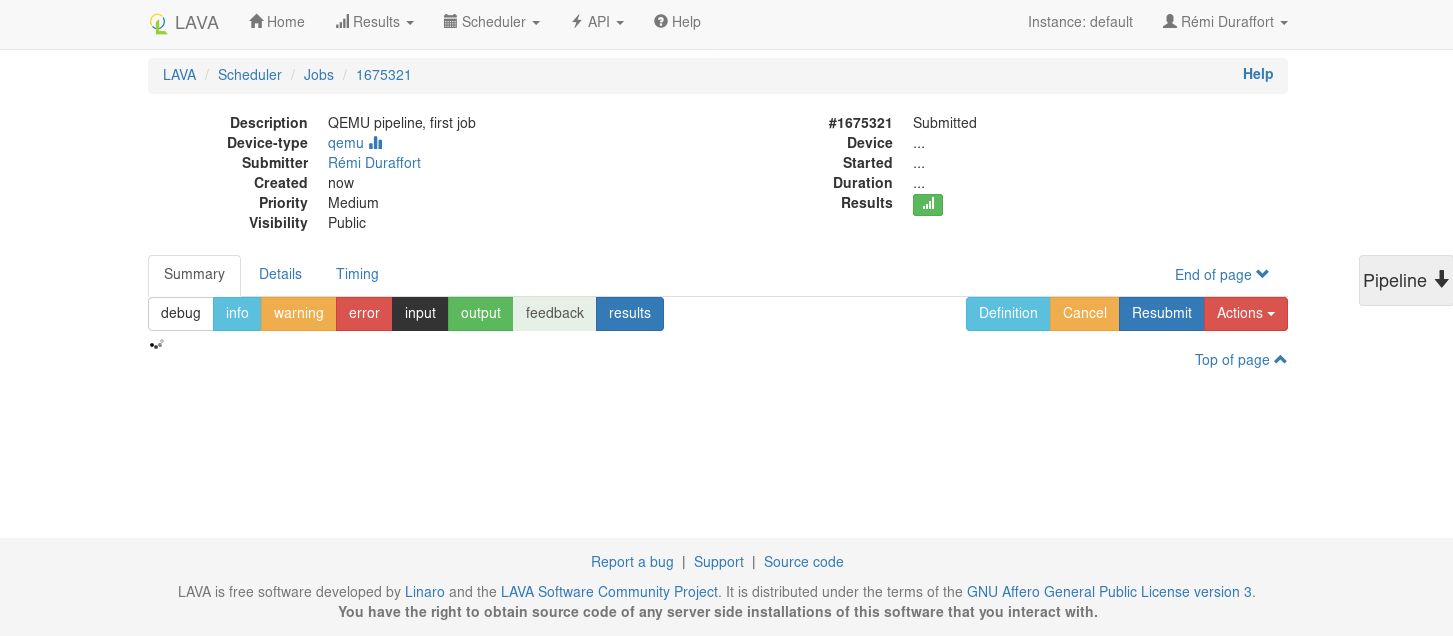 LAVA Home Results Scheduler API Help Instance: default Rémi Duraffort
LAVA / Scheduler / Jobs / 1675321 Help
Description QEMU pipeline, first job
Device-type qemu
Submitter Rémi Duraffort
Created now
Priority Medium
Visibility Public
#1675321 Submitted
Device ...
Started ...
Duration ...
Results
Summary Details Timing End of page
Pipeline
debug info warning error input output feedback results Definition Cancel Resubmit Actions
Top of page
Report a bug | Support | Source code
LAVA is free software developed by Linaro and the LAVA Software Community Project. It is distributed under the terms of the GNU Affero General Public License version 3.
You have the right to obtain source code of any server side installations of this software that you interact with.